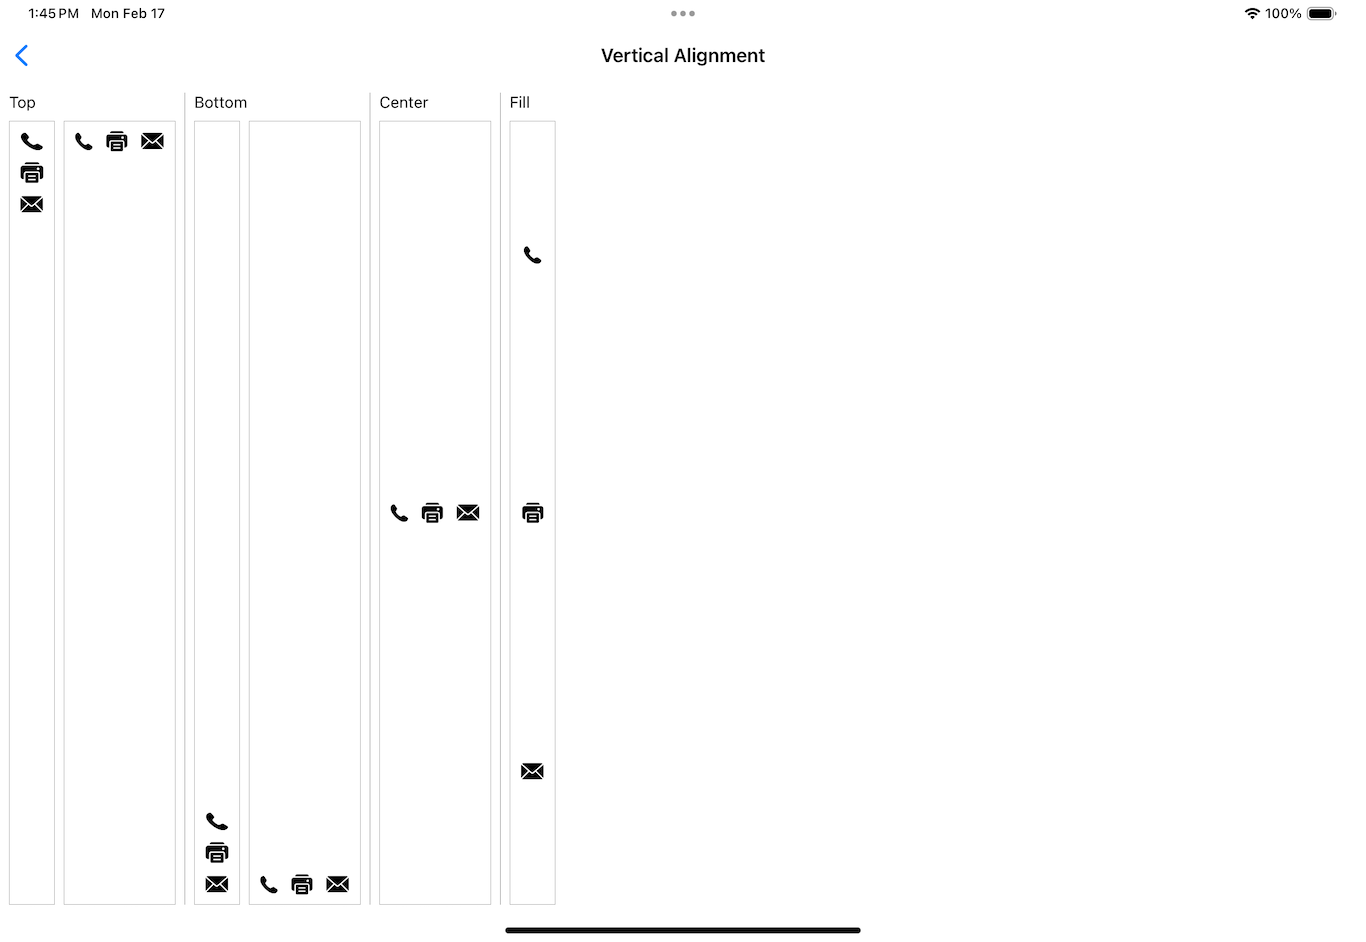 1:45 PM Mon Feb 17
100%
Vertical Alignment
Top
Bottom
Center
Fill